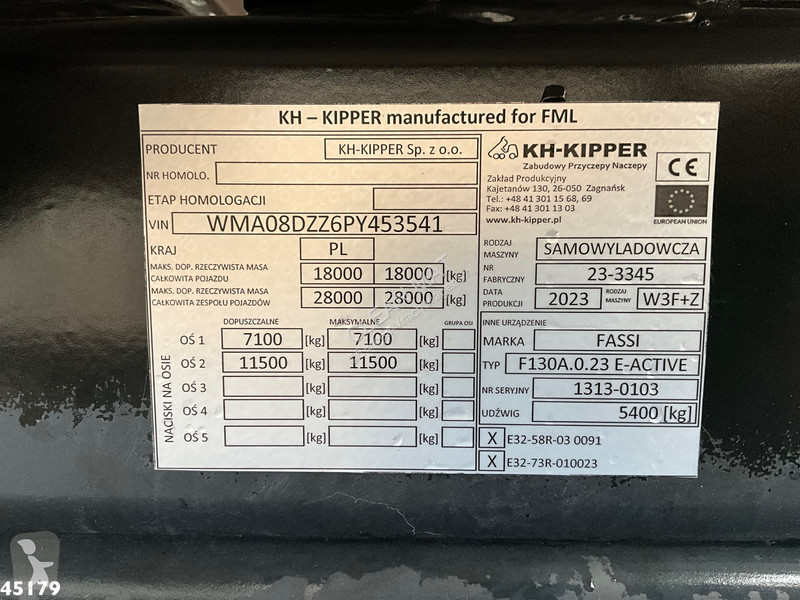 KH – KIPPER manufactured for FML
PRODUCENT KH-KIPPER Sp. z o.o.
NR HOMOLO.
ETAP HOMOLOGACJI
VIN WMA08DZZ6PY453541
KRAJ PL
MAKS. DOP. RZECZYWISTA MASA
CAŁKOWITA POJAZDU 18000 18000 [kg]
MAKS. DOP. RZECZYWISTA MASA
CAŁKOWITA ZESPOŁU POJAZDÓW 28000 28000 [kg]
DOPUSZCZALNE MAKSYMALNE GRUPA OSI
NACISKI NA OSIE
OŚ 1 7100 [kg] 7100 [kg]
OŚ 2 11500 [kg] 11500 [kg]
OŚ 3 [kg] [kg]
OŚ 4 [kg] [kg]
OŚ 5 [kg] [kg]
KH-KIPPER
Zabudowy Przyczepy Naczepy
Zakład Produkcyjny
Kajetanów 130, 26-050 Zagnańsk
Tel.: +48 41 301 15 68, 69
Fax: +48 41 301 13 03
www.kh-kipper.pl
CE
EUROPEAN UNION
RODZAJ
MASZYNY SAMOWYLADOWCZA
NR
FABRYCZNY 23-3345
DATA
PRODUKCJI 2023 RODZAJ
MASZYNY W3F+Z
INNE URZĄDZENIE
MARKA FASSI
TYP F130A.0.23 E-ACTIVE
NR SERYJNY 1313-0103
UDŹWIG 5400 [kg]
X E32-58R-03 0091
X E32-73R-010023
45179